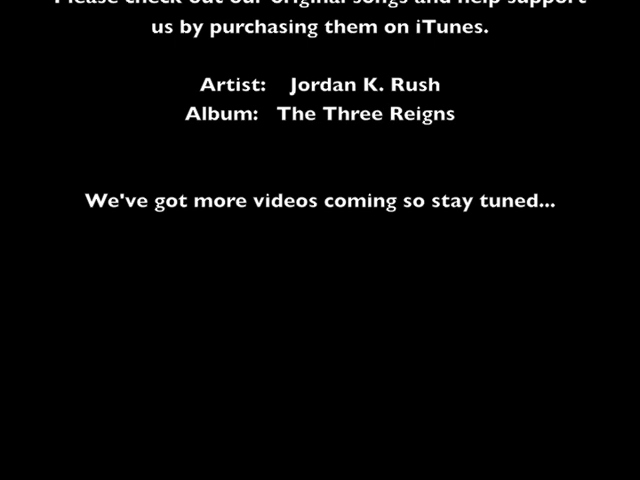 Please check out our original songs and help support
us by purchasing them on iTunes.
Artist: Jordan K. Rush
Album: The Three Reigns
We've got more videos coming so stay tuned...